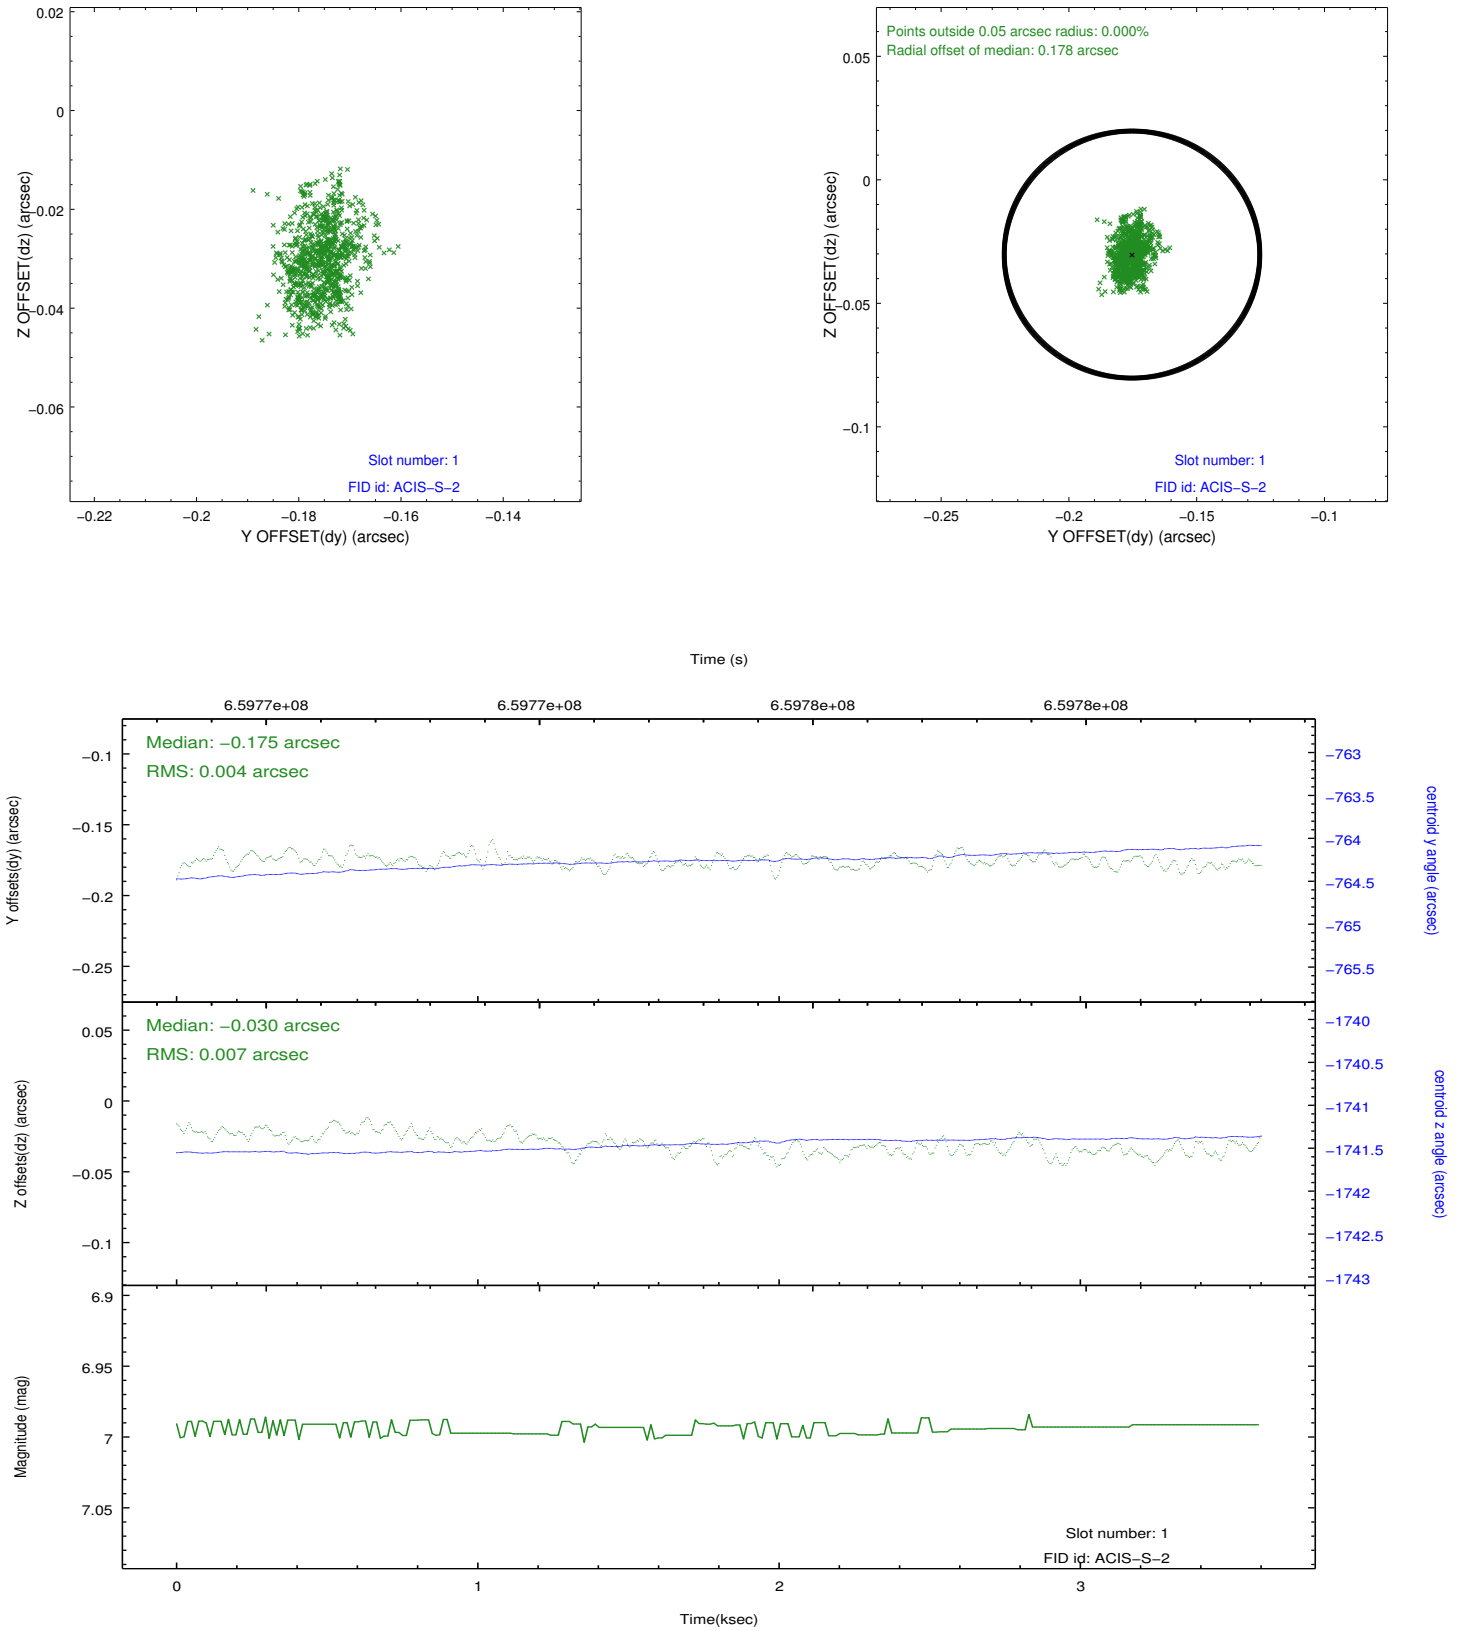 0.02
0
−0.02
−0.04
−0.06
Z OFFSET(dz) (arcsec)
Slot number: 1
FID id: ACIS−S−2
−0.22 −0.2 −0.18 −0.16 −0.14
Y OFFSET(dy) (arcsec)
Points outside 0.05 arcsec radius: 0.000%
Radial offset of median: 0.178 arcsec
0.05
0
−0.05
−0.1
Z OFFSET(dz) (arcsec)
Slot number: 1
FID id: ACIS−S−2
−0.25 −0.2 −0.15 −0.1
Y OFFSET(dy) (arcsec)
Time (s)
6.5977e+08 6.5977e+08 6.5978e+08 6.5978e+08
Median: −0.175 arcsec
RMS: 0.004 arcsec
−0.1
−0.15
−0.2
−0.25
Y offsets(dy) (arcsec)
−763
−763.5
−764
−764.5
−765
−765.5
centroid y angle (arcsec)
Median: −0.030 arcsec
RMS: 0.007 arcsec
0.05
0
−0.05
−0.1
Z offsets(dz) (arcsec)
−1740
−1740.5
−1741
−1741.5
−1742
−1742.5
−1743
centroid z angle (arcsec)
6.9
6.95
7
7.05
Magnitude (mag)
Slot number: 1
FID id: ACIS−S−2
0 1 2 3
Time(ksec)